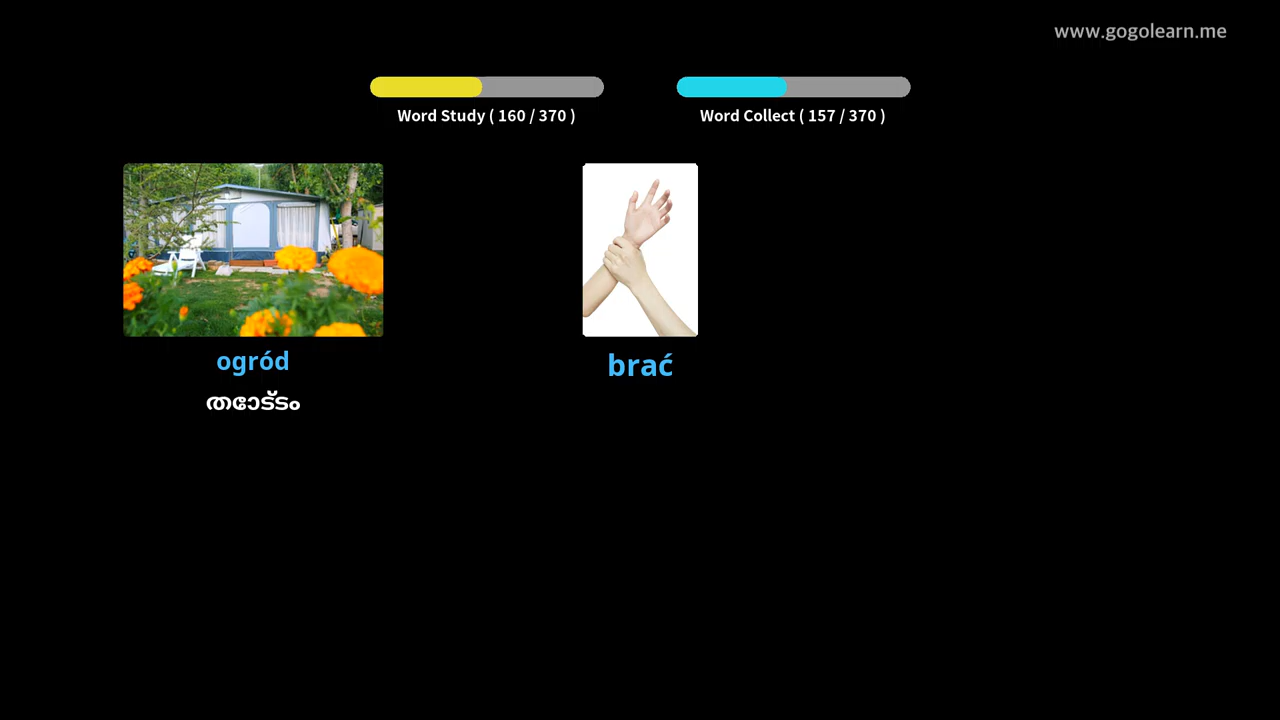 www.gogolearn.me
Word Study ( 160 / 370 )
Word Collect ( 157 / 370 )
ogród
brać
തോട്ടം